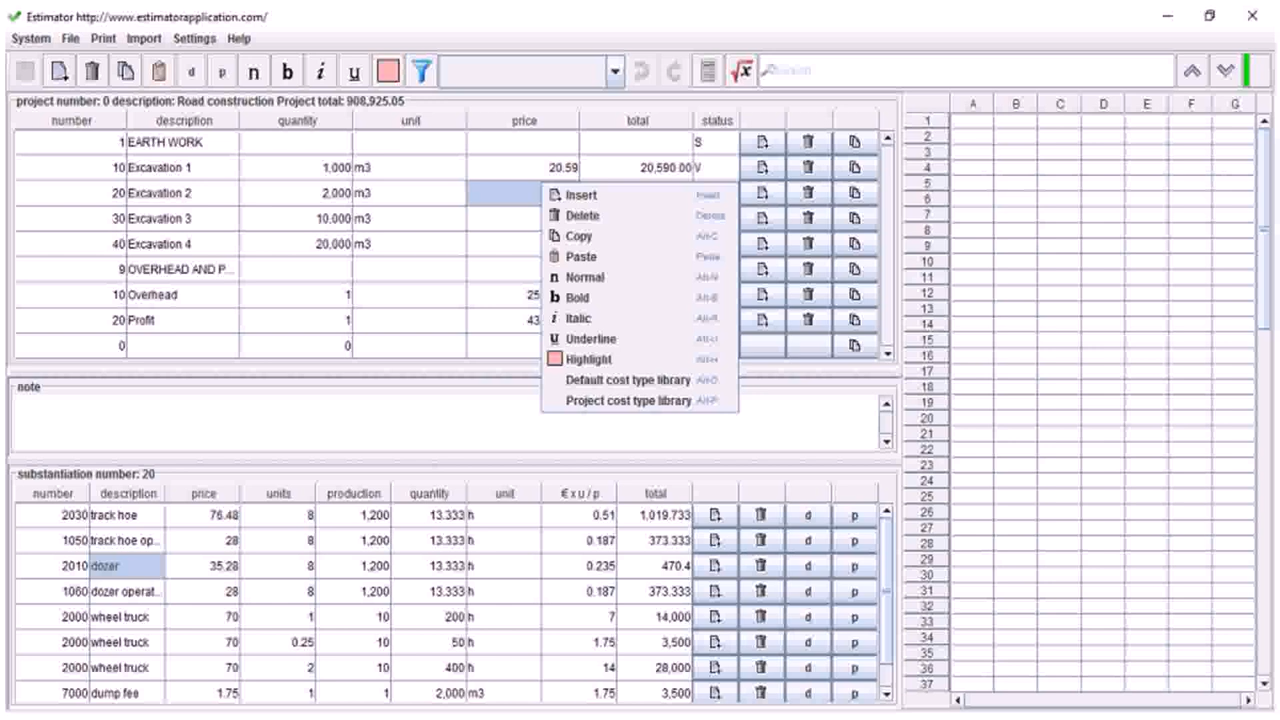 Estimator http://www.estimatorapplication.com/
System File Print Import Settings Help
d p n b i u √x
project number: 0 description: Road construction Project total: 908,925.05
number description quantity unit price total status
1 EARTH WORK S
10 Excavation 1 1,000 m3 20.59 20,590.00 V
20 Excavation 2 2,000 m3
30 Excavation 3 10,000 m3
40 Excavation 4 20,000 m3
9 OVERHEAD AND P...
10 Overhead 1 25
20 Profit 1 43
0 0
Insert Insert
Delete Delete
Copy Alt-C
Paste Paste
n Normal Alt-N
b Bold Alt-B
i Italic
u Underline Alt-U
Highlight Alt-H
Default cost type library Alt-D
Project cost type library Alt-P
note
substantiation number: 20
number description price units production quantity unit € x u / p total
2030 track hoe 76.48 8 1,200 13.333 h 0.51 1,019.733 d p
1050 track hoe op... 28 8 1,200 13.333 h 0.187 373.333 d p
2010 dozer 35.28 8 1,200 13.333 h 0.235 470.4 d p
1060 dozer operat... 28 8 1,200 13.333 h 0.187 373.333 d p
2000 wheel truck 70 1 10 200 h 7 14,000 d p
2000 wheel truck 70 0.25 10 50 h 1.75 3,500 d p
2000 wheel truck 70 2 10 400 h 14 28,000 d p
7000 dump fee 1.75 1 1 2,000 m3 1.75 3,500 d p
A B C D E F G
1
2
3
4
5
6
7
8
9
10
11
12
13
14
15
16
17
18
19
20
21
22
23
24
25
26
27
28
29
30
31
32
33
34
35
36
37